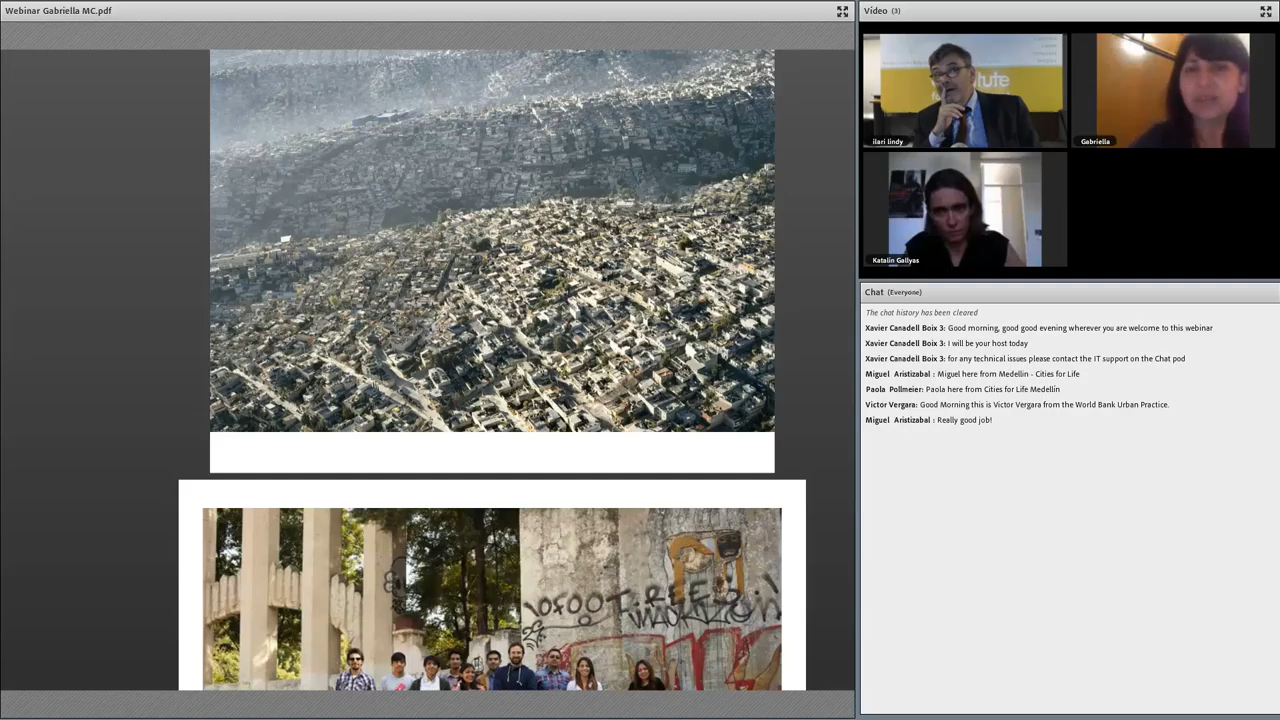 Webinar Gabriella MC.pdf
Vídeo (3)
ilari lindy
Gabriella
Katalin Gallyas
Chat (Everyone)
The chat history has been cleared
Xavier Canadell Boix 3: Good morning, good good evening wherever you are welcome to this webinar
Xavier Canadell Boix 3: I will be your host today
Xavier Canadell Boix 3: for any technical issues please contact the IT support on the Chat pod
Miguel Aristizabal : Miguel here from Medellin - Cities for Life
Paola Pollmeier: Paola here from Cities for Life Medellín
Victor Vergara: Good Morning this is Victor Vergara from the World Bank Urban Practice.
Miguel Aristizabal : Really good job!